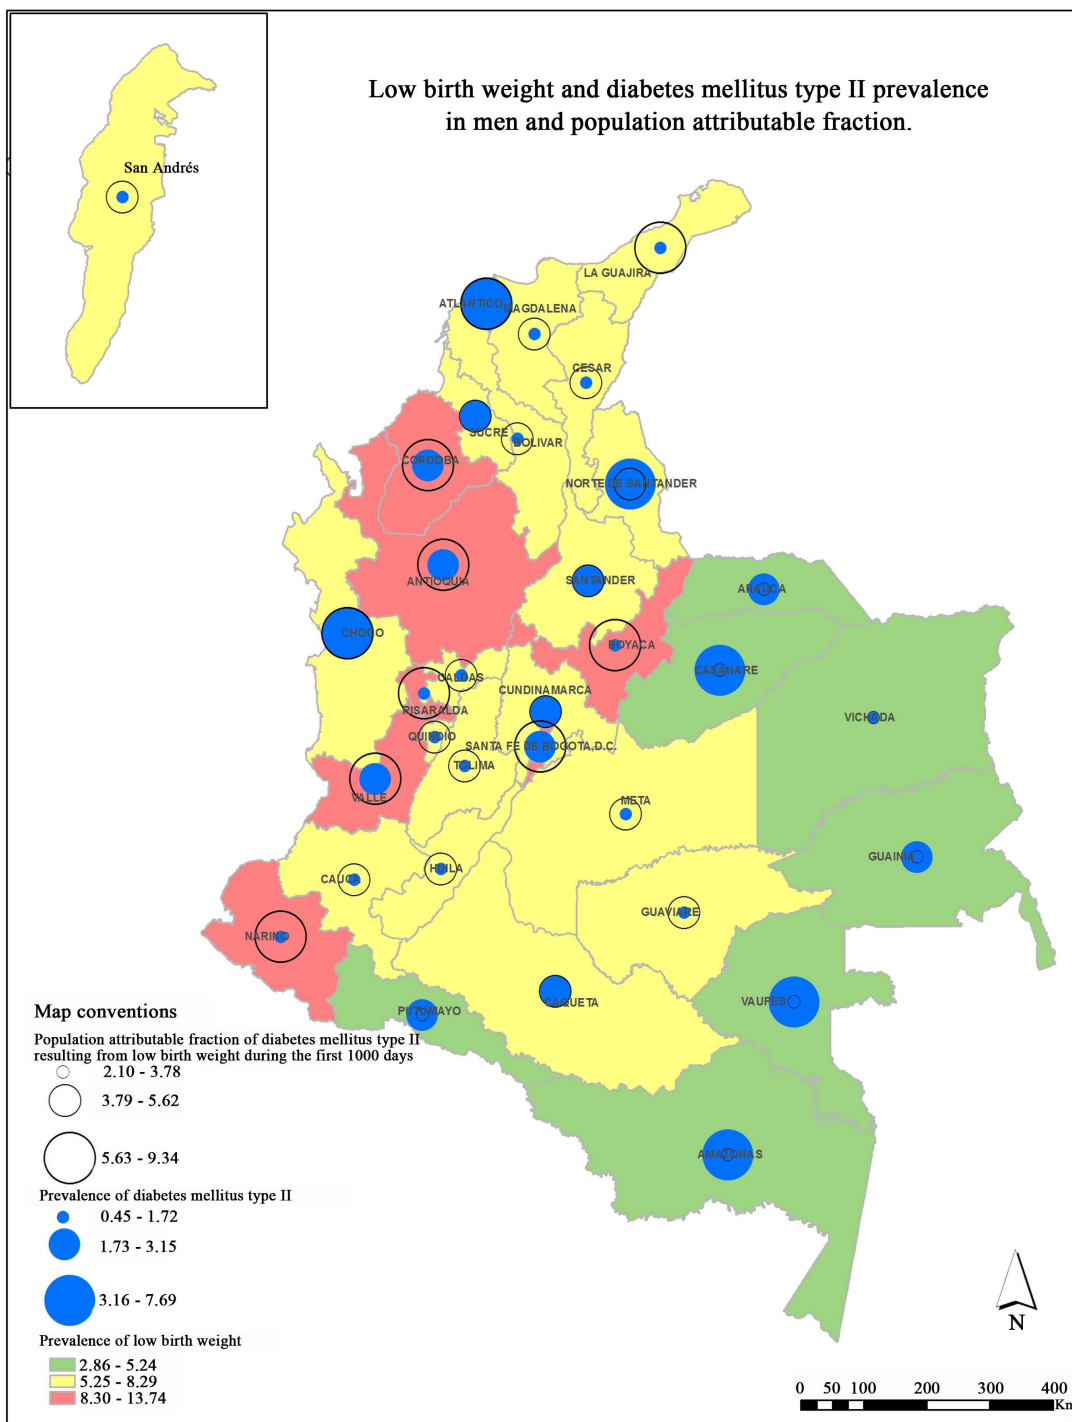 Low birth weight and diabetes mellitus type II prevalence
in men and population attributable fraction.
San Andrés
LA GUAJIRA
ATLANTICO
MAGDALENA
CESAR
SUCRE
BOLIVAR
CORDOBA
NORTE DE SANTANDER
ANTIOQUIA
SANTANDER
ARAUCA
CHOCO
BOYACA
CASANARE
CALDAS
CUNDINAMARCA
RISARALDA
VICHADA
QUINDIO
SANTA FE DE BOGOTA,D.C.
TOLIMA
VALLE
META
GUAINIA
HUILA
CAUCA
GUAVIARE
NARINO
VAUPES
CAQUETA
PUTUMAYO
AMAZONAS
Map conventions
Population attributable fraction of diabetes mellitus type II
resulting from low birth weight during the first 1000 days
2.10 - 3.78
3.79 - 5.62
5.63 - 9.34
Prevalence of diabetes mellitus type II
0.45 - 1.72
1.73 - 3.15
3.16 - 7.69
Prevalence of low birth weight
2.86 - 5.24
5.25 - 8.29
8.30 - 13.74
N
0 50 100 200 300 400
Km